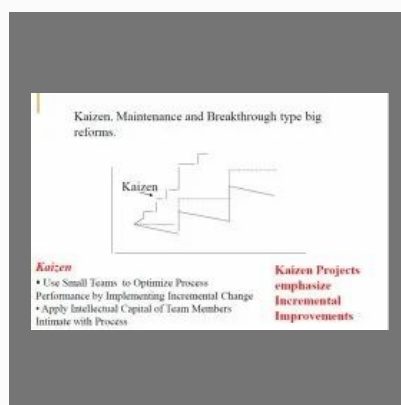 Kaizen, Maintenance and Breakthrough type big
reforms.
Kaizen
Kaizen
• Use Small Teams to Optimize Process
Performance by Implementing Incremental Change
• Apply Intellectual Capital of Team Members
Intimate with Process
Kaizen Projects
emphasize
Incremental
Improvements